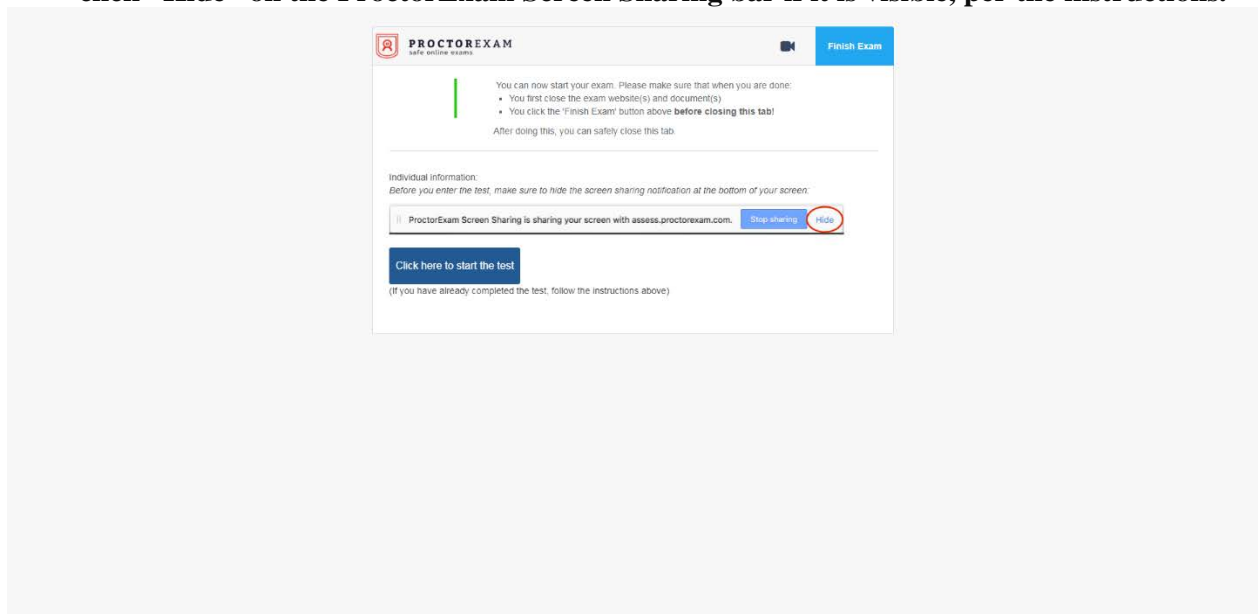 click "Hide" on the ProctorExam Screen Sharing bar if it is visible, per the instructions.
PROCTOREXAM
safe online exams
Finish Exam
You can now start your exam. Please make sure that when you are done:
• You first close the exam website(s) and document(s)
• You click the 'Finish Exam' button above before closing this tab!
After doing this, you can safely close this tab.
Individual information:
Before you enter the test, make sure to hide the screen sharing notification at the bottom of your screen:
ProctorExam Screen Sharing is sharing your screen with assess.proctorexam.com. Stop sharing Hide
Click here to start the test
(If you have already completed the test, follow the instructions above)